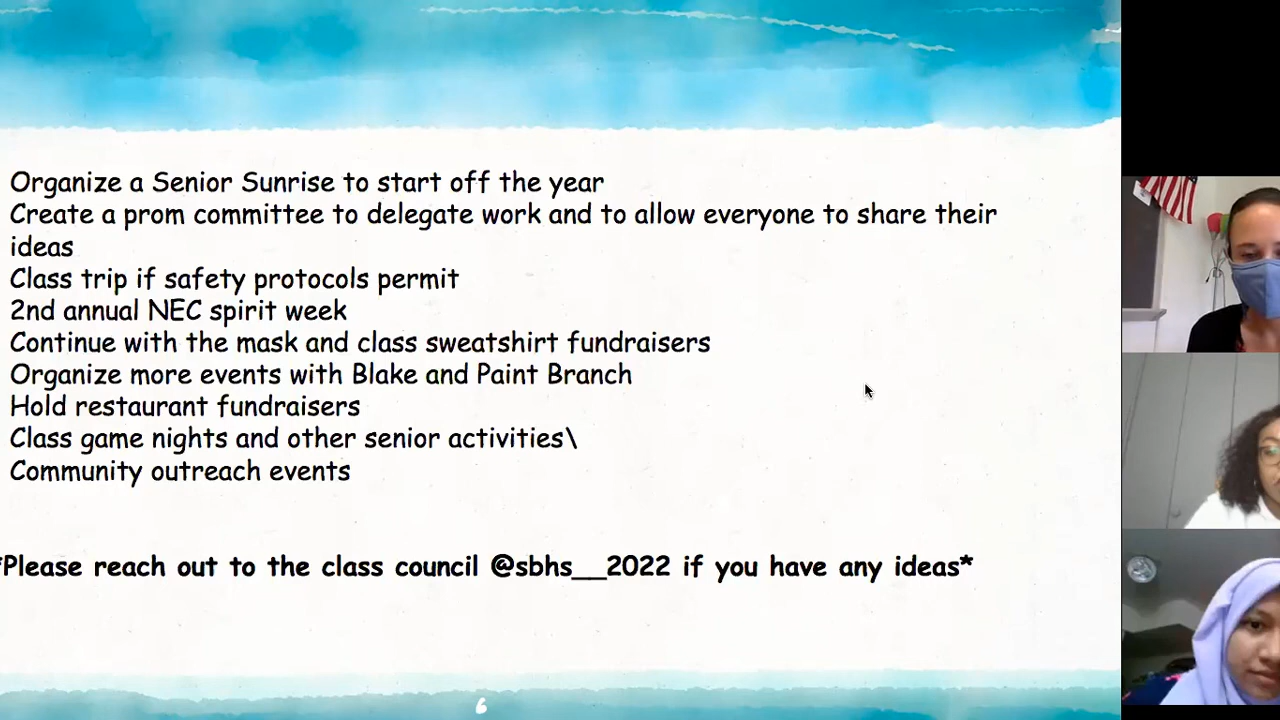 Organize a Senior Sunrise to start off the year
Create a prom committee to delegate work and to allow everyone to share their
ideas
Class trip if safety protocols permit
2nd annual NEC spirit week
Continue with the mask and class sweatshirt fundraisers
Organize more events with Blake and Paint Branch
Hold restaurant fundraisers
Class game nights and other senior activities\
Community outreach events
*Please reach out to the class council @sbhs__2022 if you have any ideas*
6